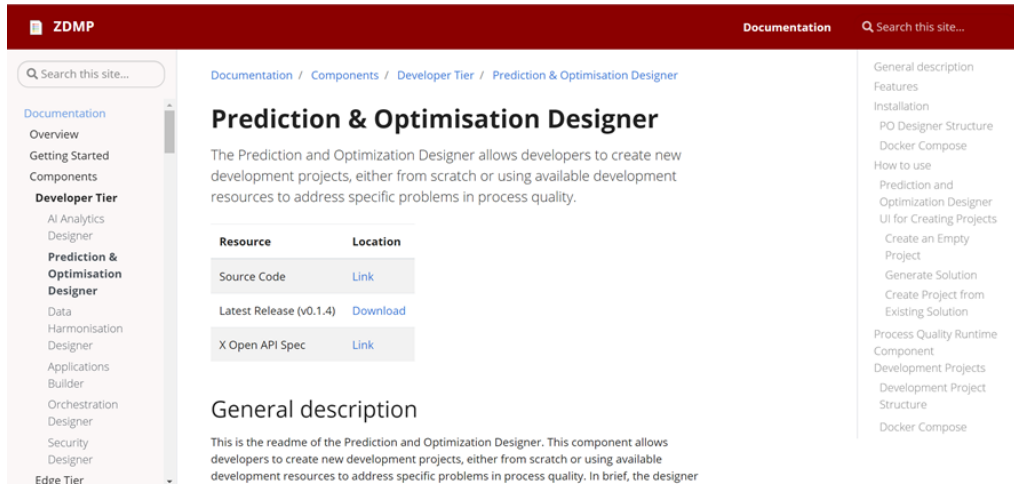 ZDMP
Documentation
Search this site...
Search this site...
Documentation
Overview
Getting Started
Components
Developer Tier
AI Analytics
Designer
Prediction &
Optimisation
Designer
Data
Harmonisation
Designer
Applications
Builder
Orchestration
Designer
Security
Designer
Edge Tier
Documentation / Components / Developer Tier / Prediction & Optimisation Designer
Prediction & Optimisation Designer
The Prediction and Optimization Designer allows developers to create new
development projects, either from scratch or using available development
resources to address specific problems in process quality.
Resource Location
Source Code Link
Latest Release (v0.1.4) Download
X Open API Spec Link
General description
This is the readme of the Prediction and Optimization Designer. This component allows
developers to create new development projects, either from scratch or using available
development resources to address specific problems in process quality. In brief, the designer
General description
Features
Installation
PO Designer Structure
Docker Compose
How to use
Prediction and
Optimization Designer
UI for Creating Projects
Create an Empty
Project
Generate Solution
Create Project from
Existing Solution
Process Quality Runtime
Component
Development Projects
Development Project
Structure
Docker Compose